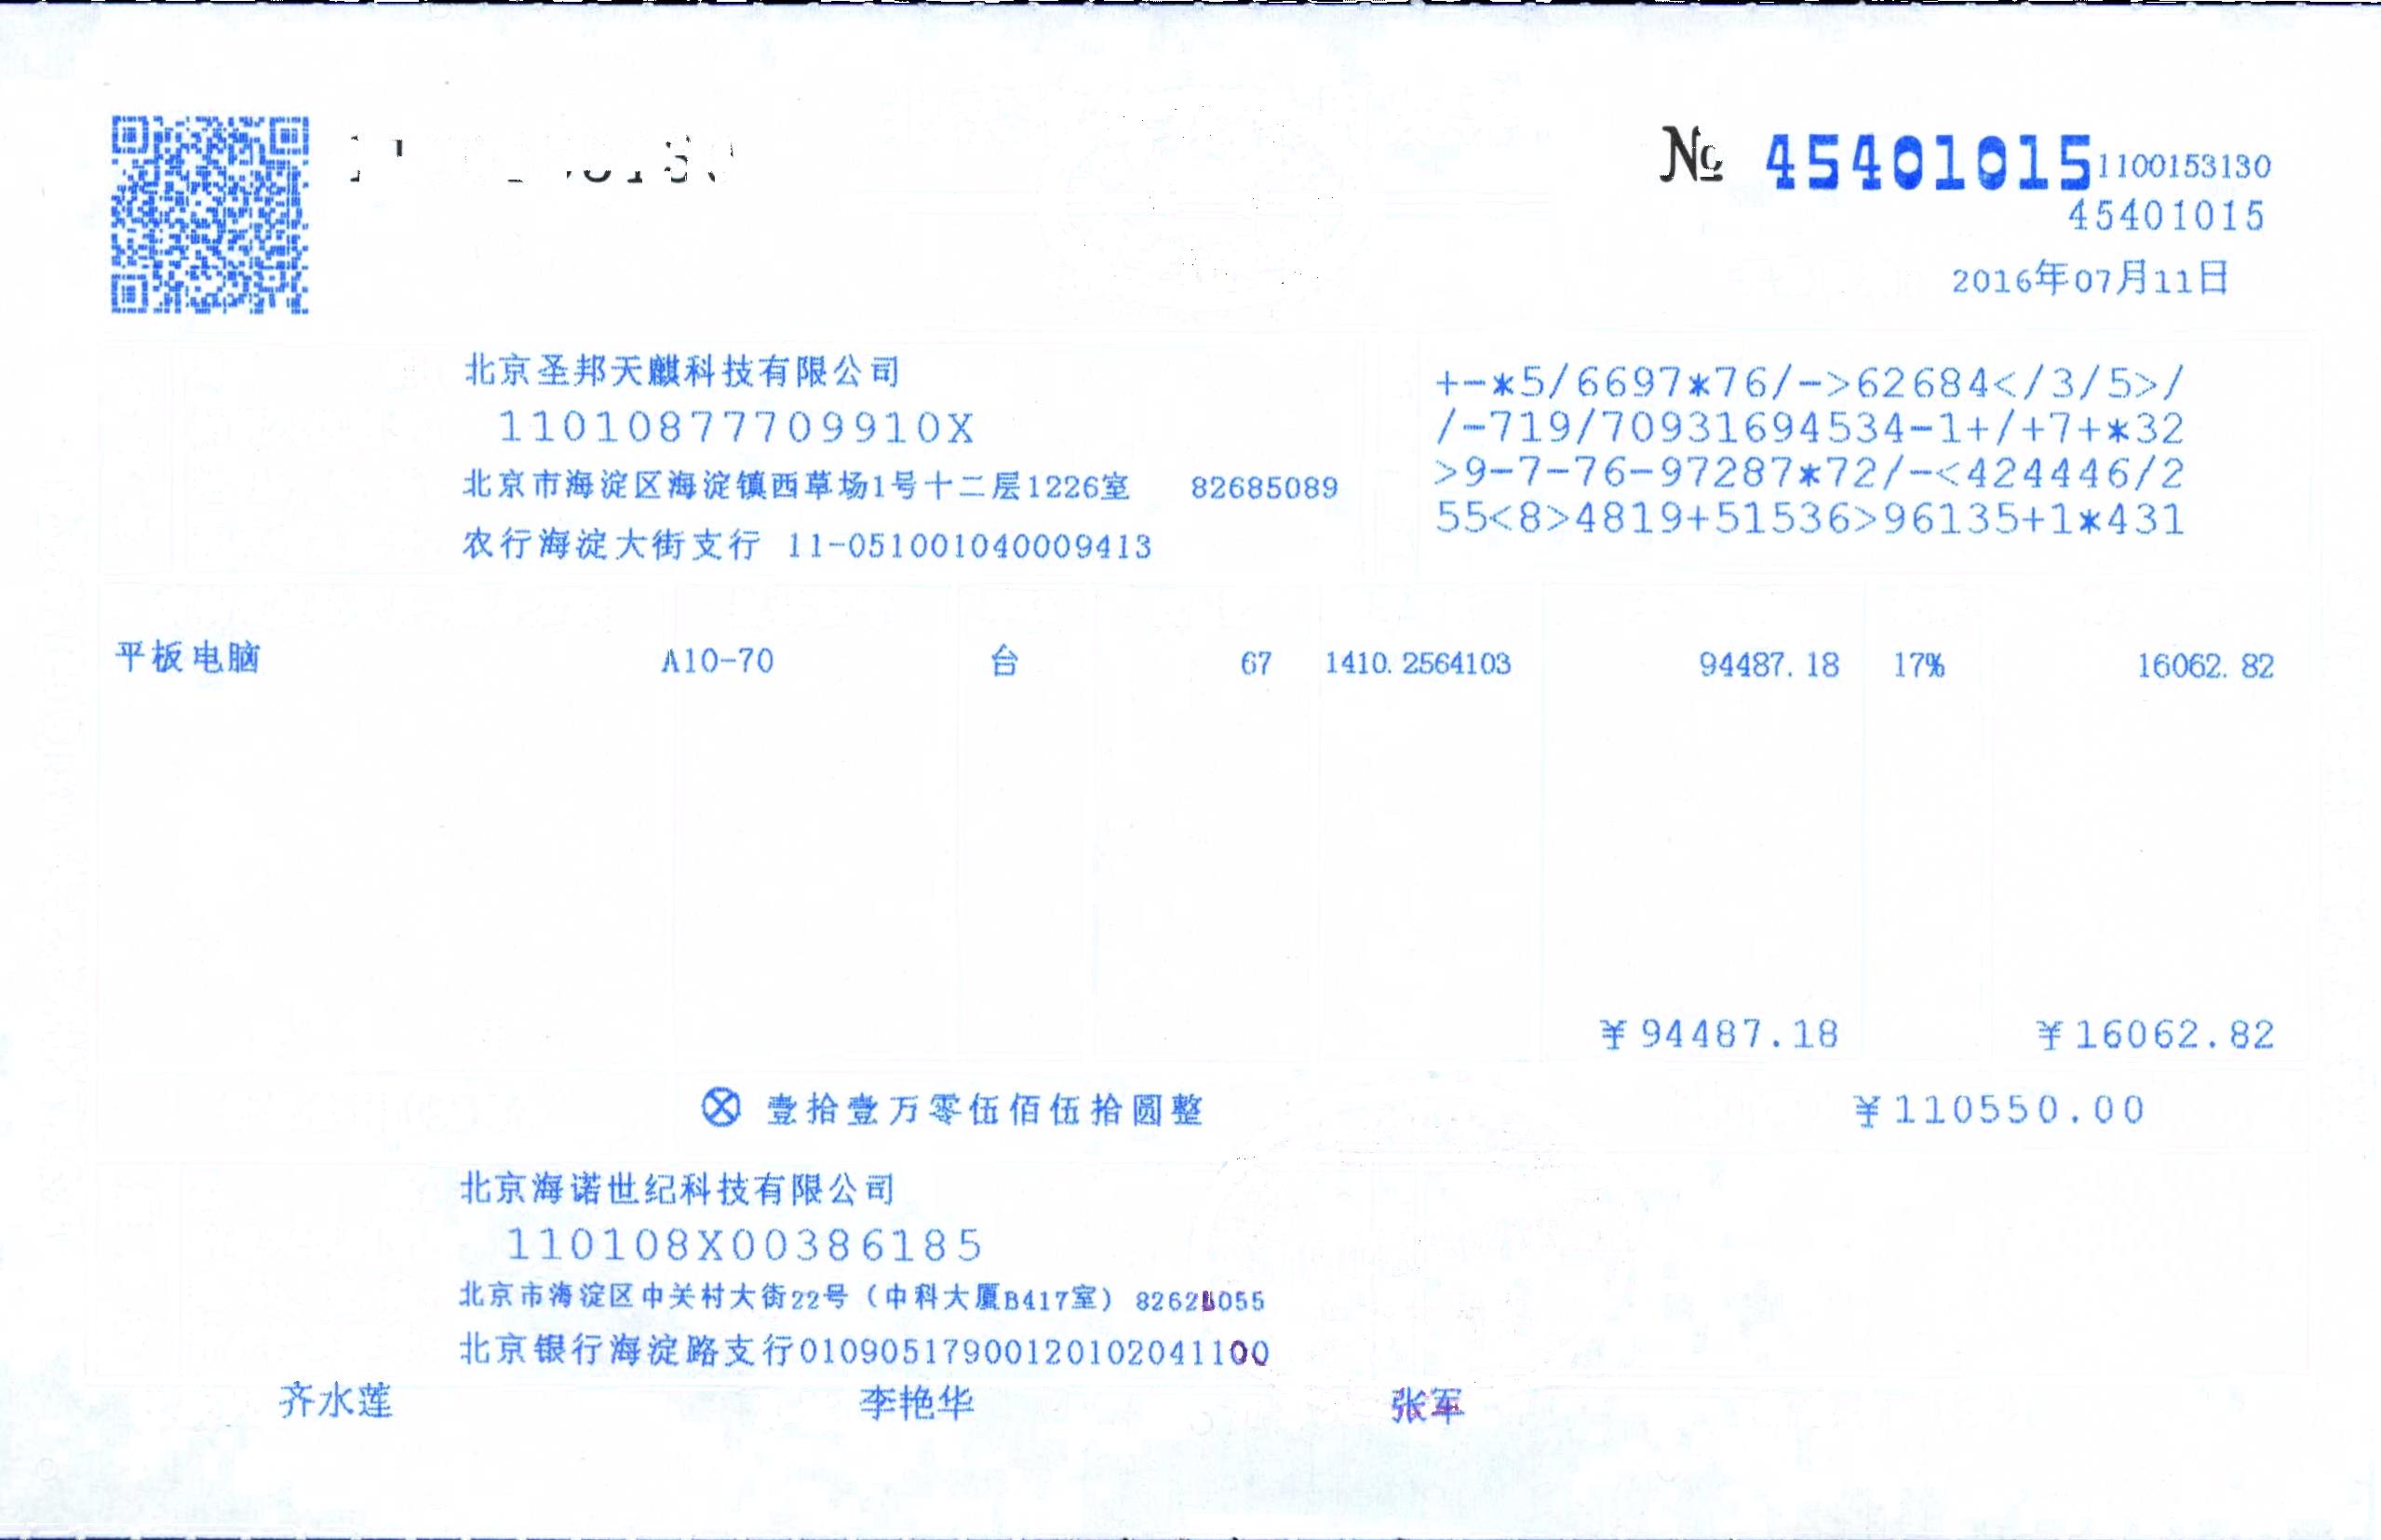 № 45401015 1100153130
45401015
2016年07月11日
北京圣邦天麒科技有限公司
11010877709910X
北京市海淀区海淀镇西草场1号十二层1226室 82685089
农行海淀大街支行 11-051001040009413
+-*5/6697*76/->62684</3/5>/
/-719/70931694534-1+/+7+*32
>9-7-76-97287*72/-<424446/2
55<8>4819+51536>96135+1*431
平板电脑 A10-70 台 67 1410.2564103 94487.18 17% 16062.82
¥94487.18 ¥16062.82
ⓧ 壹拾壹万零伍佰伍拾圆整 ¥110550.00
北京海诺世纪科技有限公司
110108X00386185
北京市海淀区中关村大街22号（中科大厦B417室）
北京银行海淀路支行01090517900120102041100
齐水莲 李艳华 张军